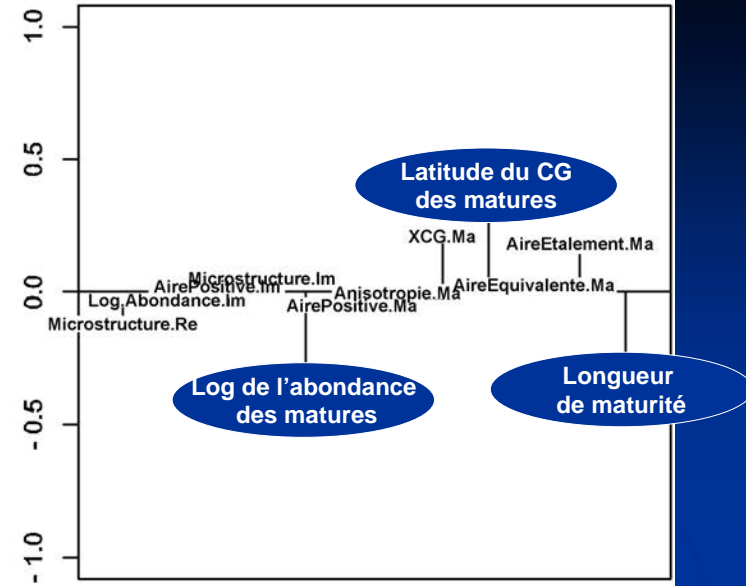 1.0
0.5
Latitude du CG
des matures
XCG.Ma
AireEtalement.Ma
0.0
Microstructure.Im
AirePositive.Im
AireEquivalente.Ma
Anisotropie.Ma
Log.Abondance.Im
AirePositive.Ma
Microstructure.Re
Log de l’abondance
des matures
Longueur
de maturité
- 0.5
- 1.0